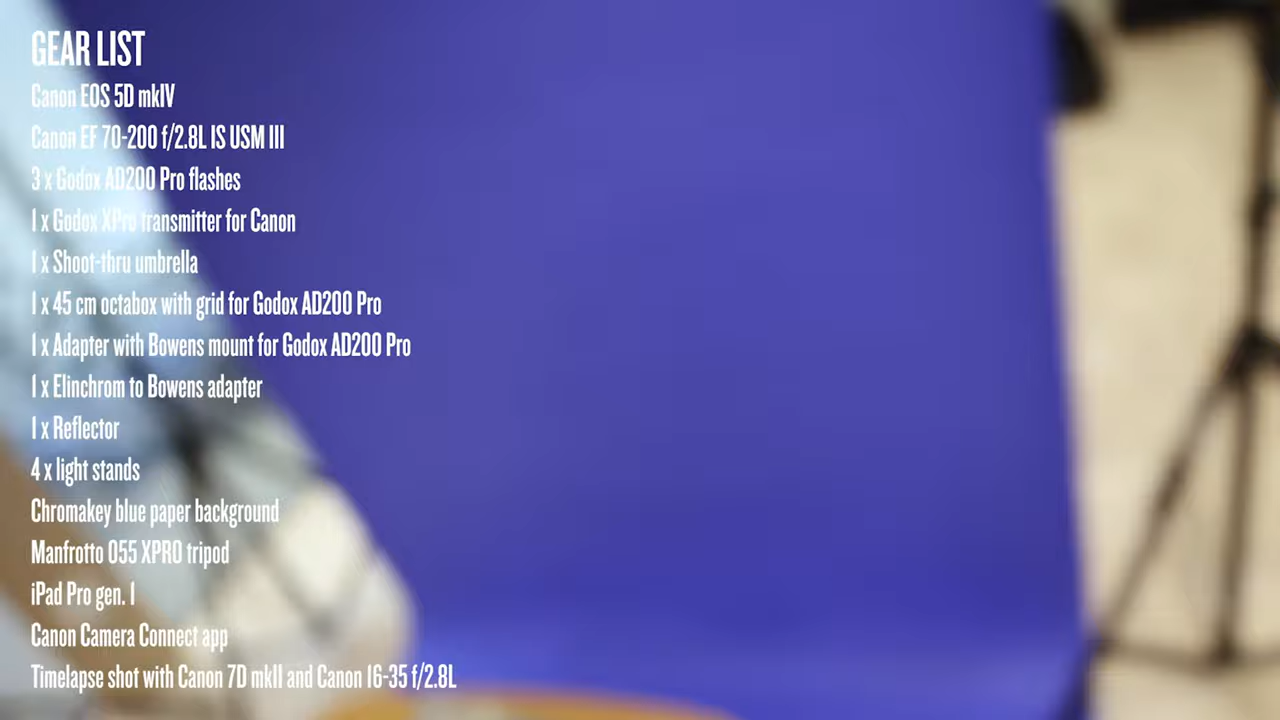 GEAR LIST
Canon EOS 5D mkIV
Canon EF 70-200 f/2.8L IS USM III
3 x Godox AD200 Pro flashes
1 x Godox XPro transmitter for Canon
1 x Shoot-thru umbrella
1 x 45 cm octabox with grid for Godox AD200 Pro
1 x Adapter with Bowens mount for Godox AD200 Pro
1 x Elinchrom to Bowens adapter
1 x Reflector
4 x light stands
Chromakey blue paper background
Manfrotto 055 XPRO tripod
iPad Pro gen. 1
Canon Camera Connect app
Timelapse shot with Canon 7D mkII and Canon 16-35 f/2.8L